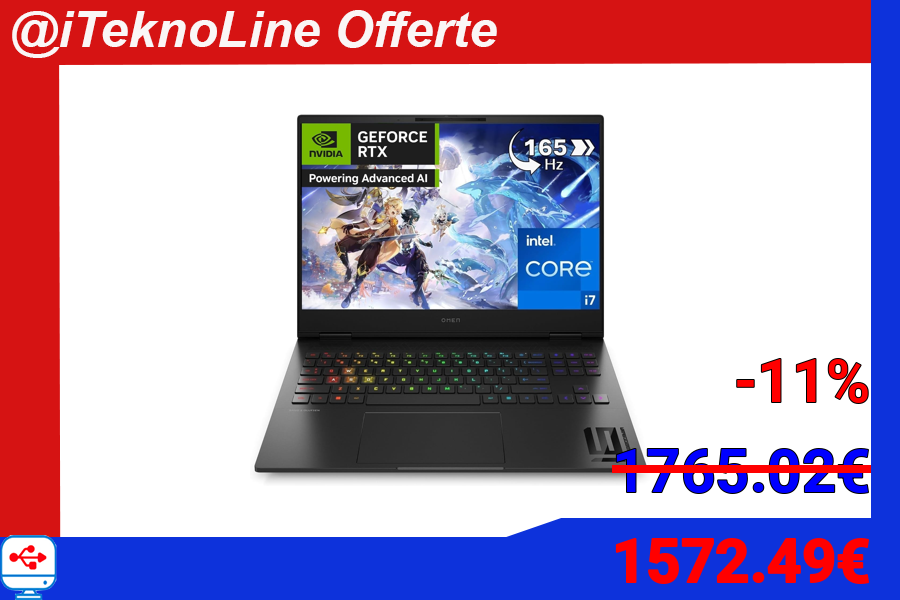 @iTeknoLine Offerte
NVIDIA
GEFORCE
RTX
Powering Advanced AI
165
Hz
intel
CORE
i7
OMEN
-11%
1765.02€
1572.49€